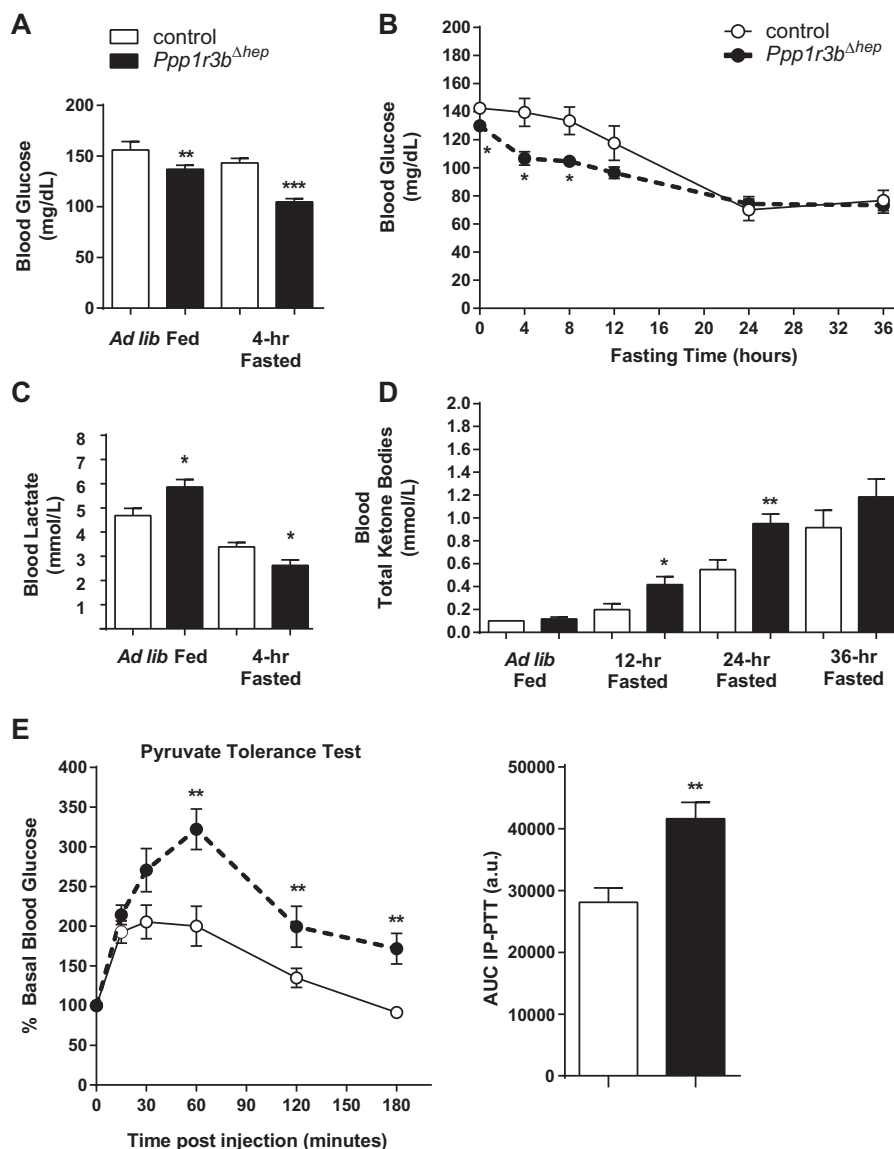 A
control
Ppp1r3bΔhep
Blood Glucose
(mg/dL)
200
150
100
50
0
**
***
Ad lib Fed
4-hr
Fasted
B
control
Ppp1r3bΔhep
Blood Glucose
(mg/dL)
200
180
160
140
120
100
80
60
40
20
0
*
*
*
0 4 8 12 16 20 24 28 32 36
Fasting Time (hours)
C
Blood Lactate
(mmol/L)
8
7
6
5
4
3
2
1
*
*
Ad lib Fed
4-hr
Fasted
D
Blood
Total Ketone Bodies
(mmol/L)
2.0
1.8
1.6
1.4
1.2
1.0
0.8
0.6
0.4
0.2
0.0
*
**
Ad lib
Fed
12-hr
Fasted
24-hr
Fasted
36-hr
Fasted
E
Pyruvate Tolerance Test
% Basal Blood Glucose
400
350
300
250
200
150
100
50
0
**
**
**
0 30 60 90 120 150 180
Time post injection (minutes)
AUC IP-PTT (a.u.)
50000
40000
30000
20000
10000
0
**